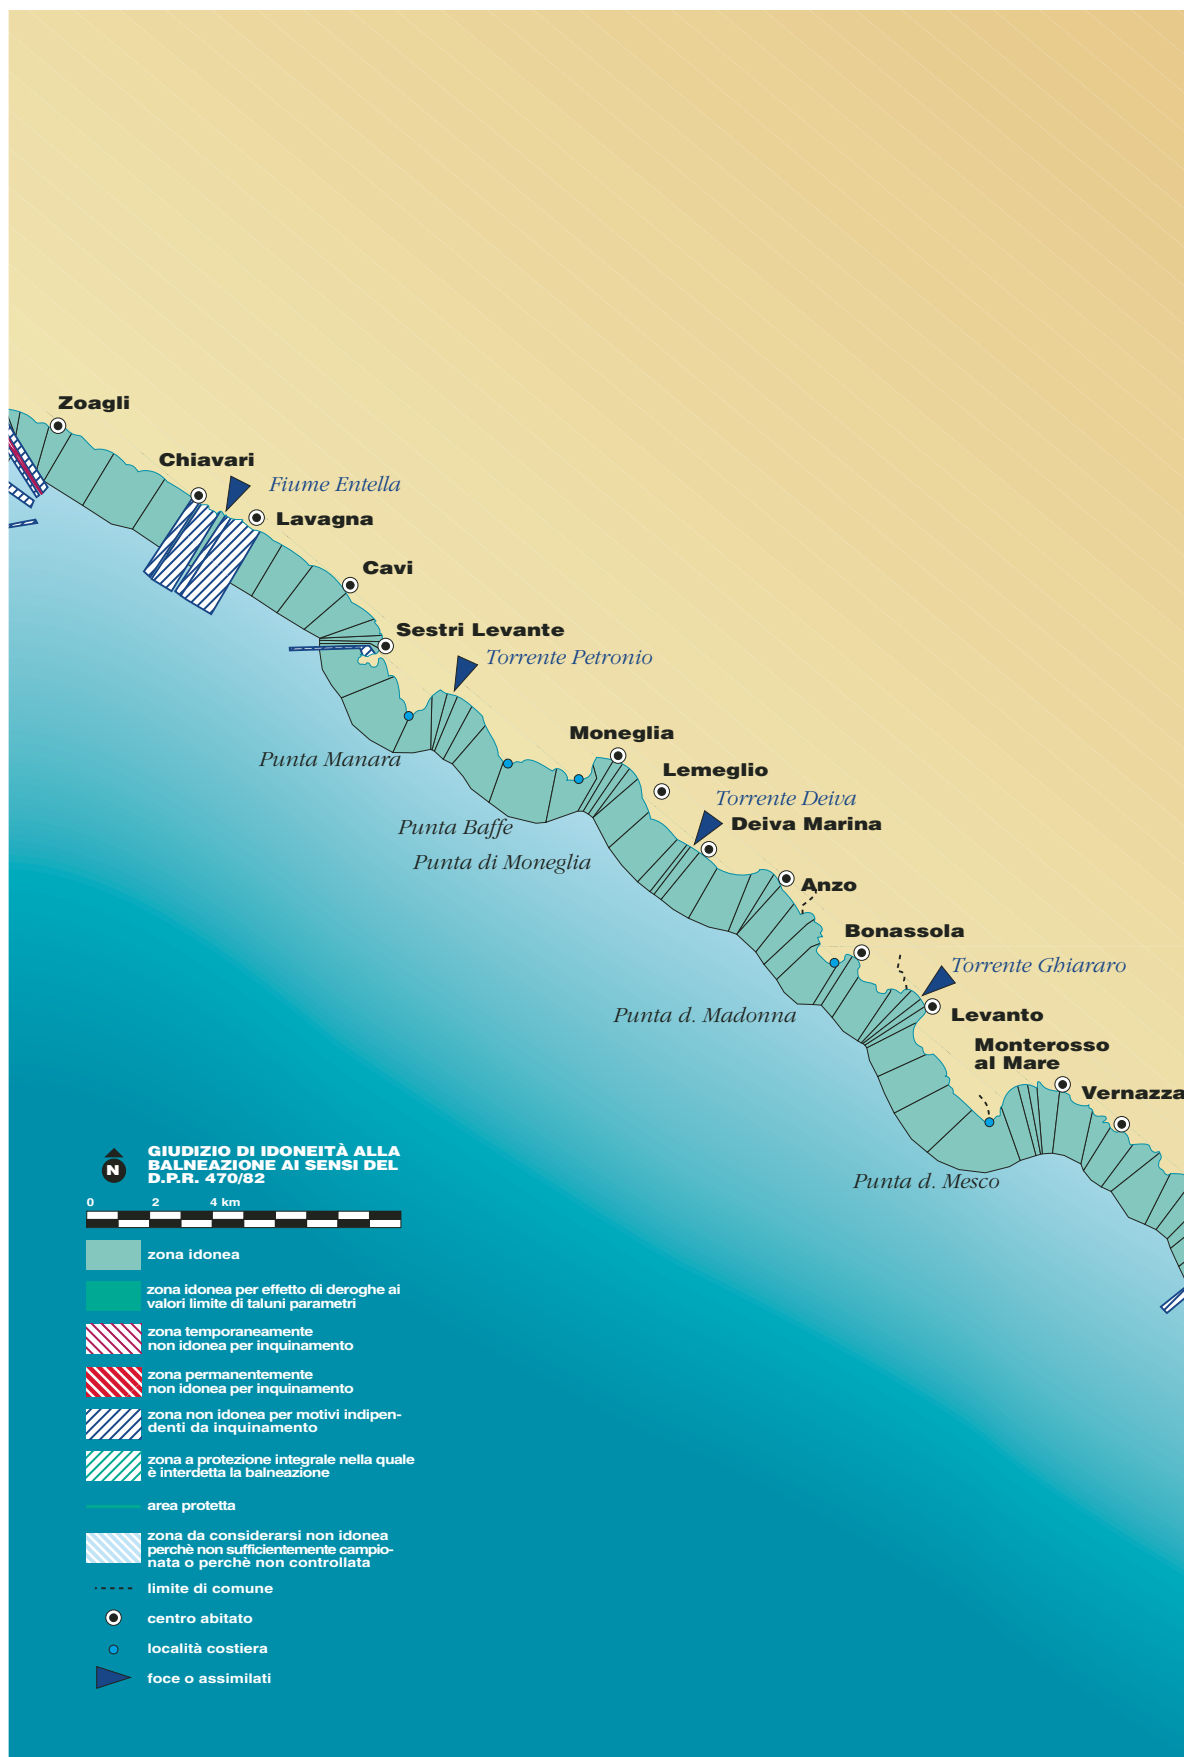 Zoagli
Chiavari
Fiume Entella
Lavagna
Cavi
Sestri Levante
Torrente Petronio
Moneglia
Punta Manara
Lemeglio
Torrente Deiva
Deiva Marina
Punta Baffe
Punta di Moneglia
Anzo
Bonassola
Torrente Ghiararo
Punta d. Madonna
Levanto
Monterosso
al Mare
Vernazza
Punta d. Mesco
N
GIUDIZIO DI IDONEITÀ ALLA
BALNEAZIONE AI SENSI DEL
D.P.R. 470/82
0 2 4 km
zona idonea
zona idonea per effetto di deroghe ai
valori limite di taluni parametri
zona temporaneamente
non idonea per inquinamento
zona permanentemente
non idonea per inquinamento
zona non idonea per motivi indipen-
denti da inquinamento
zona a protezione integrale nella quale
è interdetta la balneazione
area protetta
zona da considerarsi non idonea
perchè non sufficientemente campio-
nata o perchè non controllata
limite di comune
centro abitato
località costiera
foce o assimilati